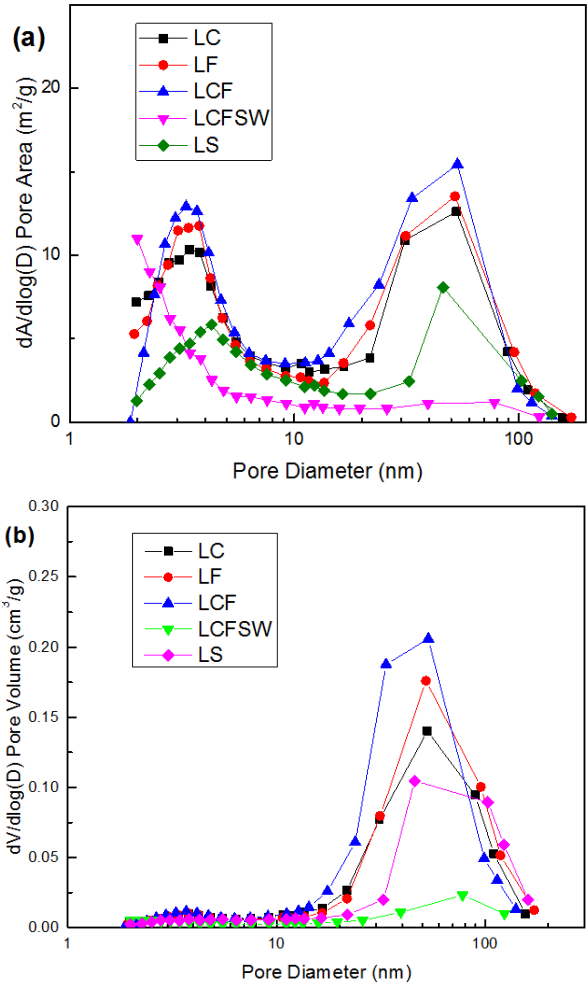 (a)
dA/dlog(D) Pore Area (m²/g)
20
10
0
LC
LF
LCF
LCFSW
LS
1
10
100
Pore Diameter (nm)
(b)
dV/dlog(D) Pore Volume (cm³/g)
0.30
0.25
0.20
0.15
0.10
0.05
0.00
LC
LF
LCF
LCFSW
LS
1
10
100
Pore Diameter (nm)